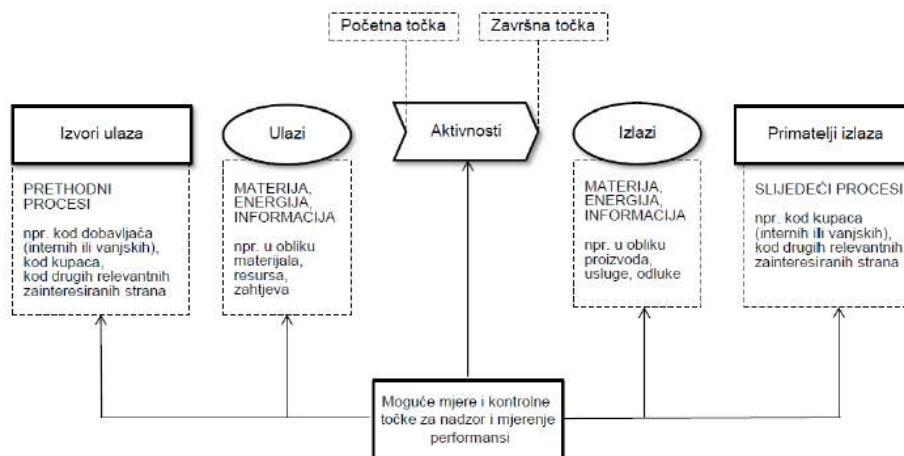 Početna točka
Završna točka
Izvori ulaza
Ulazi
Aktivnosti
Izlazi
Primatelji izlaza
PRETHODNI
PROCESI
npr. kod dobavljača
(internih ili vanjskih),
kod kupaca,
kod drugih relevantnih
zainteresiranih strana
MATERIJA,
ENERGIJA,
INFORMACIJA
npr. u obliku
materijala,
resursa,
zahtjeva
MATERIJA,
ENERGIJA,
INFORMACIJA
npr. u obliku
proizvoda,
usluge, odluke
SLIJEDEĆI PROCESI
npr. kod kupaca
(internih ili vanjskih),
kod drugih relevantnih
zainteresiranih strana
Moguće mjere i kontrolne
točke za nadzor i mjerenje
performansi